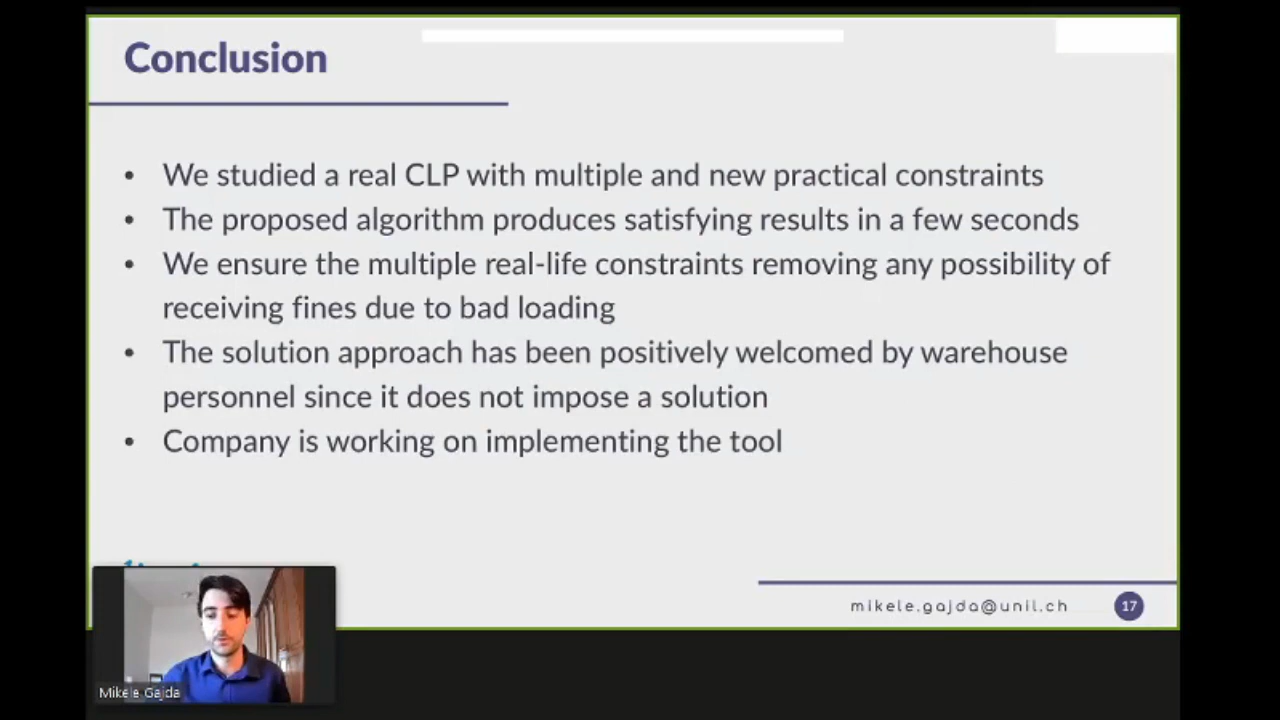 Conclusion
• We studied a real CLP with multiple and new practical constraints
• The proposed algorithm produces satisfying results in a few seconds
• We ensure the multiple real-life constraints removing any possibility of
receiving fines due to bad loading
• The solution approach has been positively welcomed by warehouse
personnel since it does not impose a solution
• Company is working on implementing the tool
mikele.gajda@unil.ch
17
Mikele Gajda